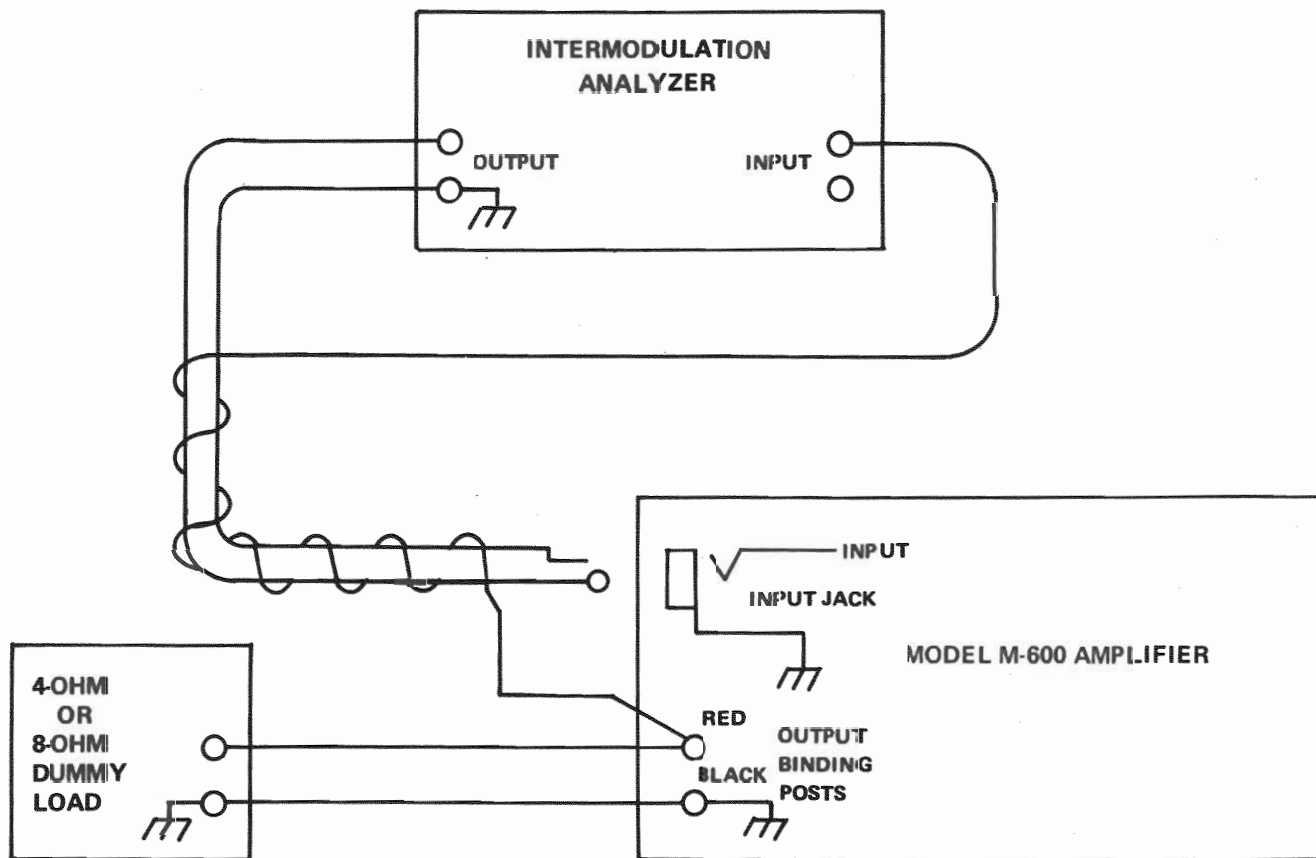 INTERMODULATION
ANALYZER
OUTPUT
INPUT
INPUT
INPUT JACK
MODEL M-600 AMPLIFIER
4-OHM
OR
8-OHM
DUMMY
LOAD
RED
BLACK
OUTPUT
BINDING
POSTS